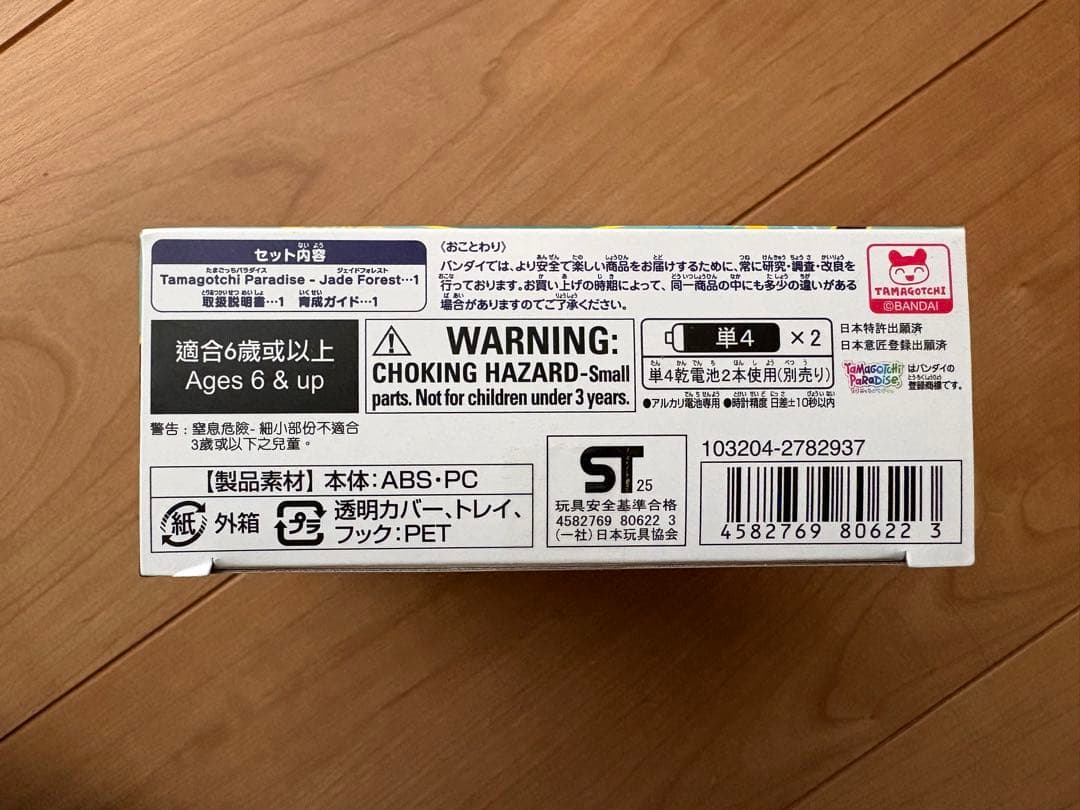 セット内容
Tamagotchi Paradise – Jade Forest…1
取扱説明書…1 育成ガイド…1
〈おことわり〉
バンダイでは、より安全で楽しい商品をお届けするために、常に研究・調査・改良を
行っております。お買い上げの時期によって、同一商品の中にも多少の違いがある
場合がありますのでご了承ください。
TAMAGOTCHI
©BANDAI
適合6歲或以上
Ages 6 & up
WARNING:
CHOKING HAZARD-Small
parts. Not for children under 3 years.
単4 ×2
単4乾電池2本使用(別売り)
●アルカリ電池専用 ●時計精度 日差±10秒以内
日本特許出願済
日本意匠登録出願済
TAMAGOTCHI PARADISE はバンダイの
登録商標です。
警告：窒息危險- 細小部份不適合
3歲或以下之兒童。
【製品素材】本体：ABS・PC
紙 外箱
プラ 透明カバー、トレイ、
フック：PET
ST 25
玩具安全基準合格
4582769 80622 3
(一社)日本玩具協会
103204-2782937
4 582769 806223